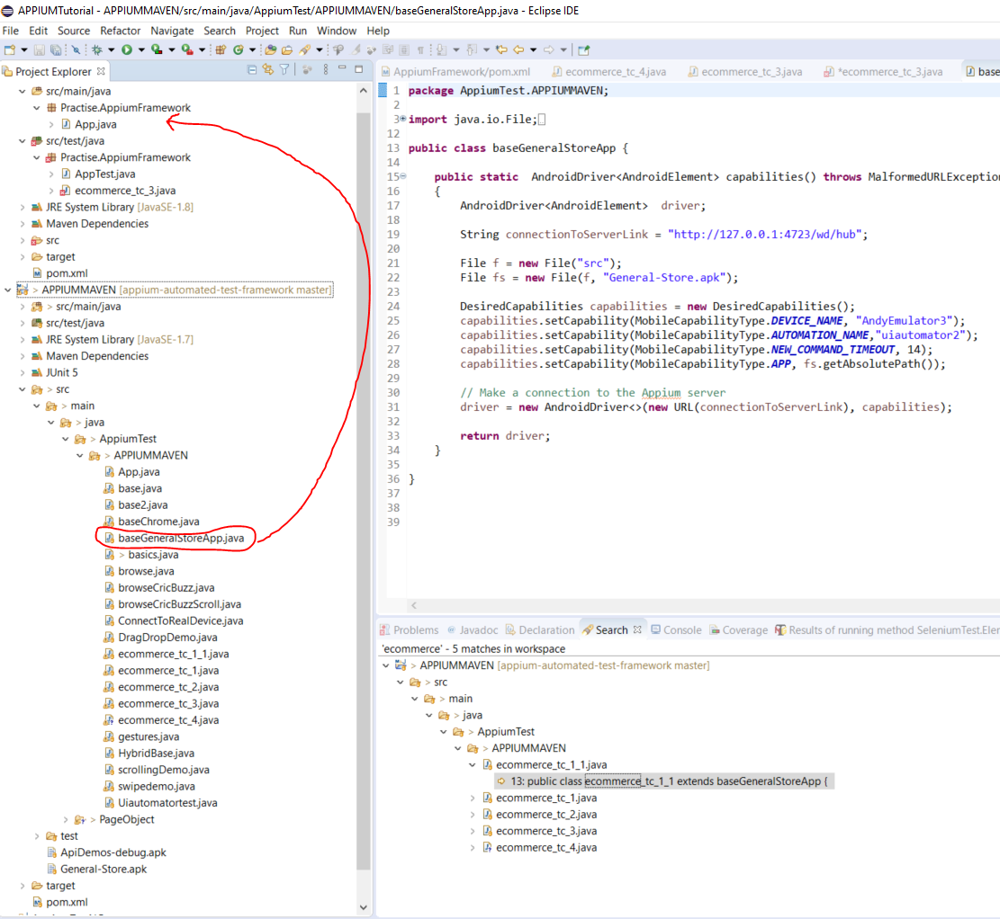 APPIUMTutorial - APPIUMMAVEN/src/main/java/AppiumTest/APPIUMMAVEN/baseGeneralStoreApp.java - Eclipse IDE
File Edit Source Refactor Navigate Search Project Run Window Help
Project Explorer
src/main/java
Practise.AppiumFramework
App.java
src/test/java
Practise.AppiumFramework
AppTest.java
ecommerce_tc_3.java
JRE System Library [JavaSE-1.8]
Maven Dependencies
src
target
pom.xml
> APPIUMMAVEN [appium-automated-test-framework master]
> src/main/java
src/test/java
JRE System Library [JavaSE-1.7]
Maven Dependencies
JUnit 5
> src
> main
> java
> AppiumTest
> APPIUMMAVEN
App.java
base.java
base2.java
baseChrome.java
baseGeneralStoreApp.java
> basics.java
browse.java
browseCricBuzz.java
browseCricBuzzScroll.java
ConnectToRealDevice.java
DragDropDemo.java
ecommerce_tc_1_1.java
ecommerce_tc_1.java
ecommerce_tc_2.java
ecommerce_tc_3.java
ecommerce_tc_4.java
gestures.java
HybridBase.java
scrollingDemo.java
swipedemo.java
Uiautomatortest.java
> PageObject
test
ApiDemos-debug.apk
General-Store.apk
target
pom.xml
AppiumFramework/pom.xml ecommerce_tc_4.java ecommerce_tc_3.java *ecommerce_tc_3.java base
1 package AppiumTest.APPIUMMAVEN;
2
3 import java.io.File;
12
13 public class baseGeneralStoreApp {
14
15 public static AndroidDriver<AndroidElement> capabilities() throws MalformedURLException
16 {
17 AndroidDriver<AndroidElement> driver;
18
19 String connectionToServerLink = "http://127.0.0.1:4723/wd/hub";
20
21 File f = new File("src");
22 File fs = new File(f, "General-Store.apk");
23
24 DesiredCapabilities capabilities = new DesiredCapabilities();
25 capabilities.setCapability(MobileCapabilityType.DEVICE_NAME, "AndyEmulator3");
26 capabilities.setCapability(MobileCapabilityType.AUTOMATION_NAME,"uiautomator2");
27 capabilities.setCapability(MobileCapabilityType.NEW_COMMAND_TIMEOUT, 14);
28 capabilities.setCapability(MobileCapabilityType.APP, fs.getAbsolutePath());
29
30 // Make a connection to the Appium server
31 driver = new AndroidDriver<>(new URL(connectionToServerLink), capabilities);
32
33 return driver;
34 }
35
36 }
37
38
39
Problems Javadoc Declaration Search Console Coverage Results of running method SeleniumTest.Elem
'ecommerce' - 5 matches in workspace
> APPIUMMAVEN [appium-automated-test-framework master]
> src
> main
> java
> AppiumTest
> APPIUMMAVEN
ecommerce_tc_1_1.java
13: public class ecommerce_tc_1_1 extends baseGeneralStoreApp {
ecommerce_tc_1.java
ecommerce_tc_2.java
ecommerce_tc_3.java
ecommerce_tc_4.java